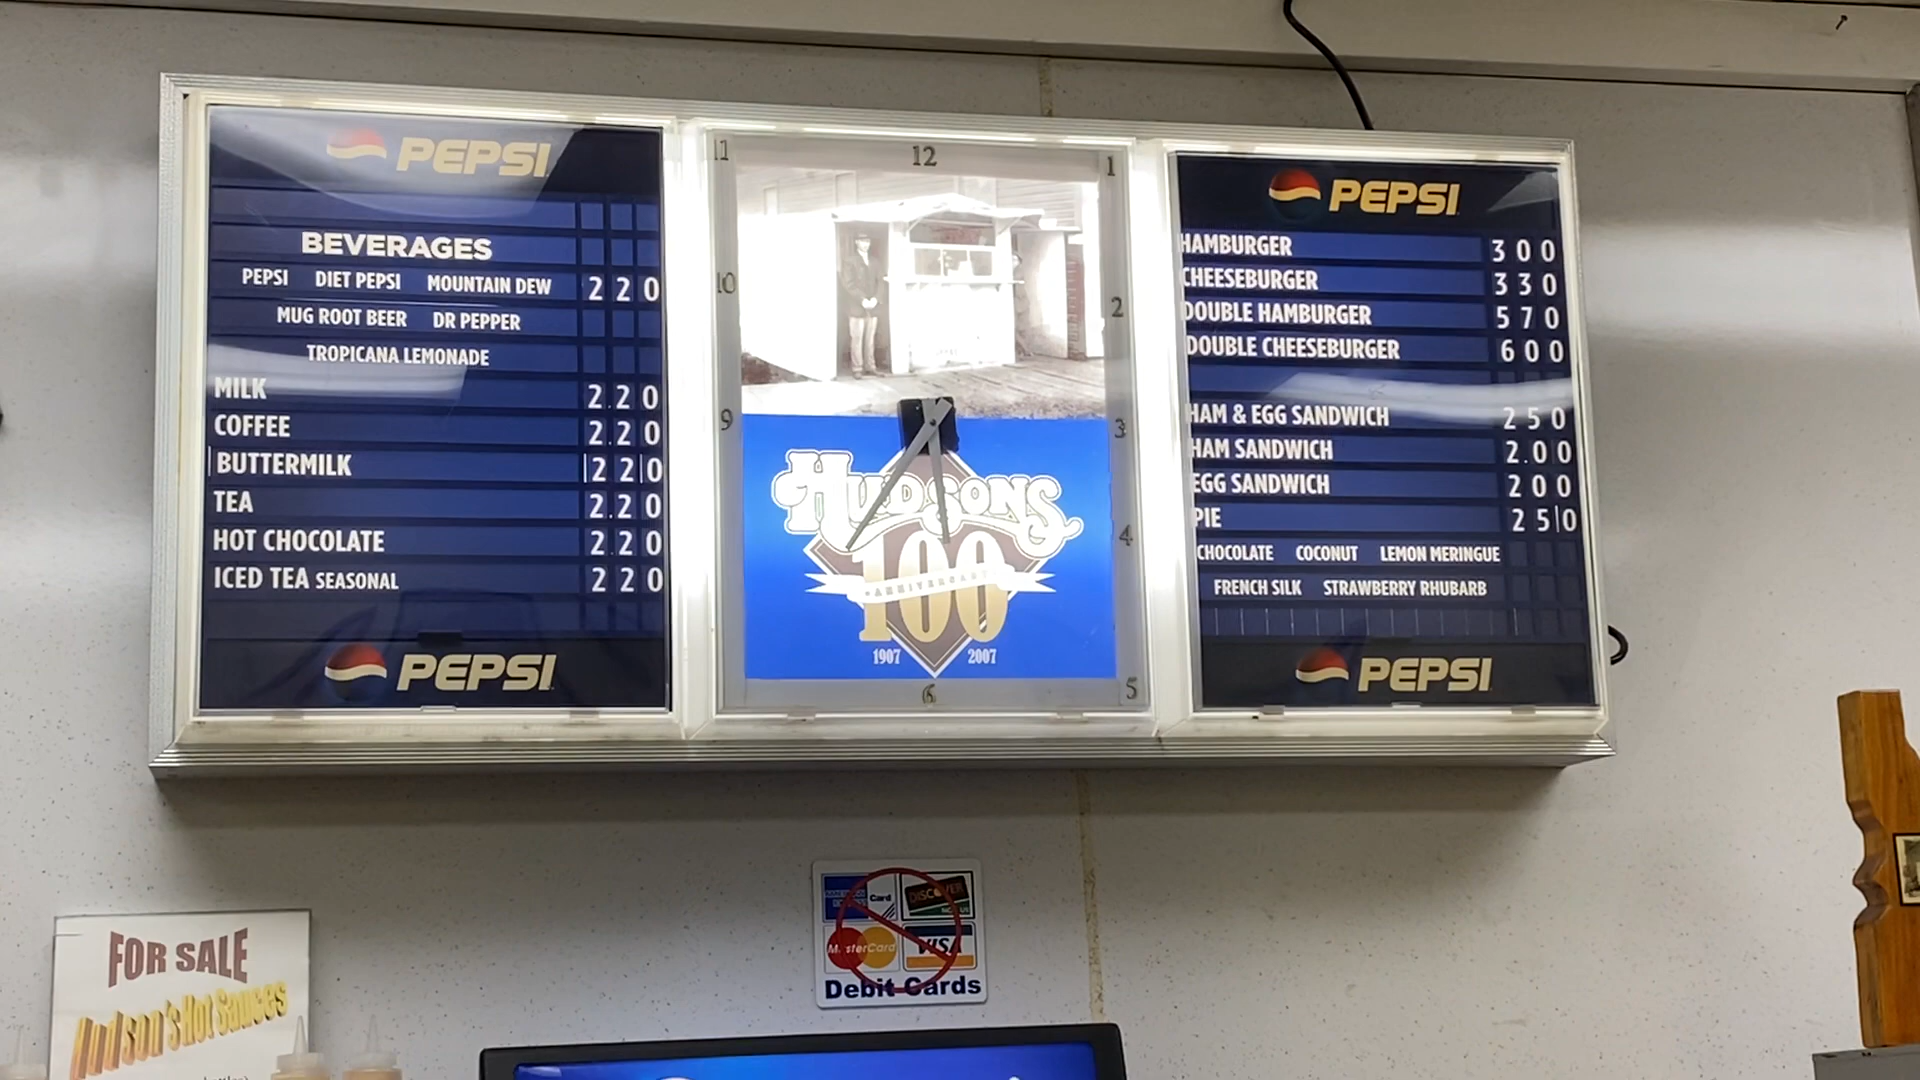 PEPSI
BEVERAGES
PEPSI DIET PEPSI MOUNTAIN DEW 2 2 0
MUG ROOT BEER DR PEPPER
TROPICANA LEMONADE
MILK 2.2 0
COFFEE 2.2 0
BUTTERMILK 2 2 0
TEA 2.2 0
HOT CHOCOLATE 2 2 0
ICED TEA SEASONAL 2 2 0
PEPSI
11 12 1
10 2
9 3
4
6 5
HUDSONS
100
ANNIVERSARY
1907 2007
PEPSI
HAMBURGER 3 0 0
CHEESEBURGER 3 3 0
DOUBLE HAMBURGER 5 7 0
DOUBLE CHEESEBURGER 6 0 0
HAM & EGG SANDWICH 2 5 0
HAM SANDWICH 2.0 0
EGG SANDWICH 2 0 0
PIE 2 5 0
CHOCOLATE COCONUT LEMON MERINGUE
FRENCH SILK STRAWBERRY RHUBARB
PEPSI
Card DISCOVER
MasterCard VISA
Debit Cards
FOR SALE
Hudson's Hot Sauces